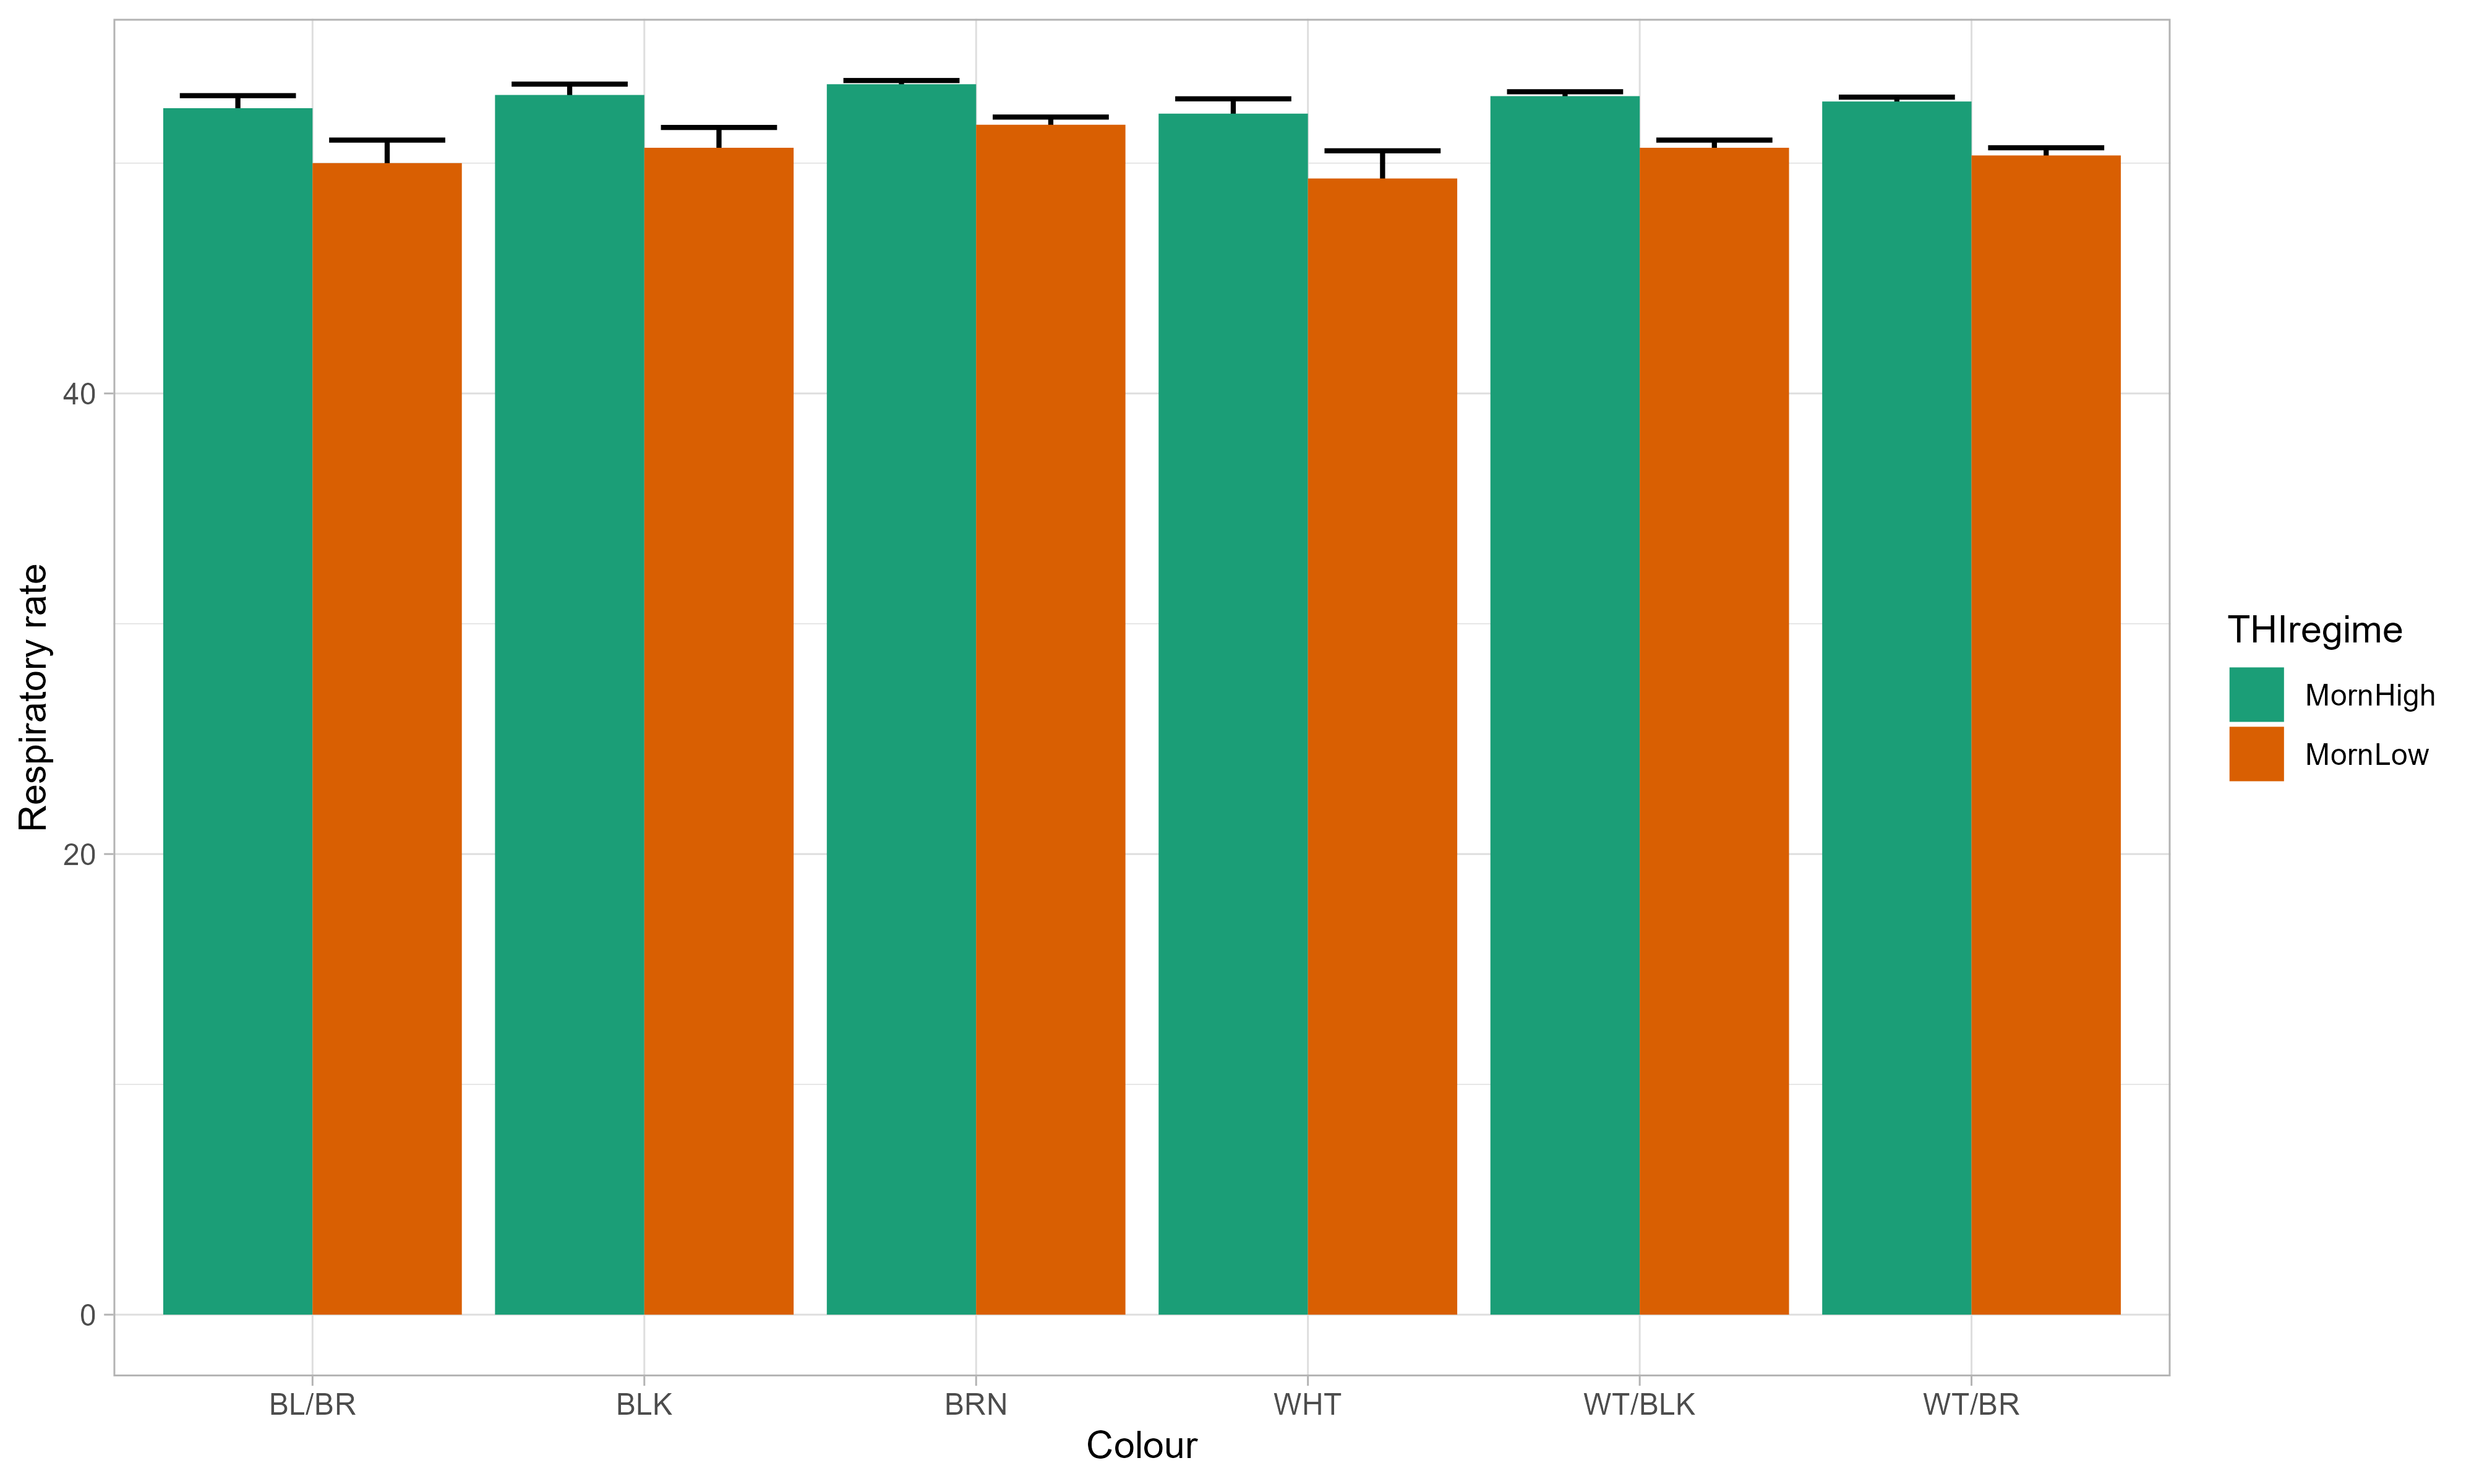 Respiratory rate
40
20
0
BL/BR BLK BRN WHT WT/BLK WT/BR
Colour
THIregime
MornHigh
MornLow